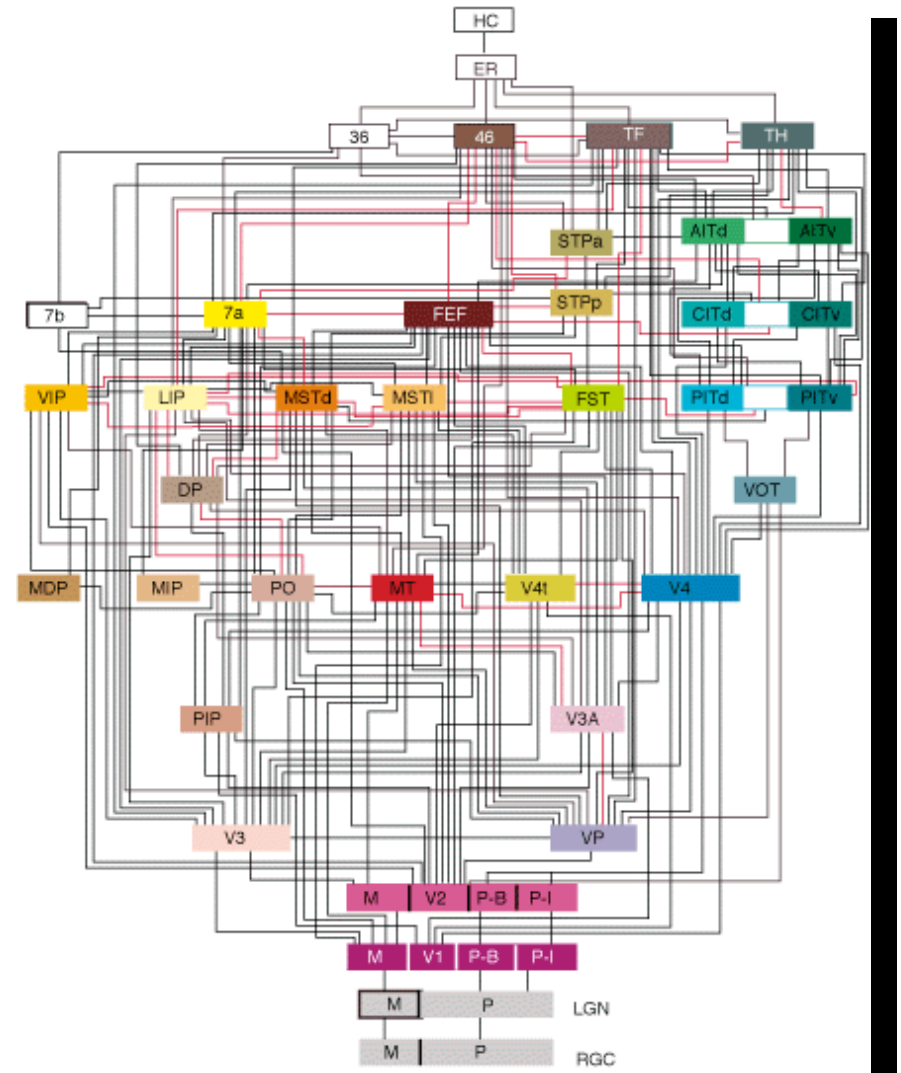 HC
ER
36 46 TF TH
STPa AITd AITv
7b 7a FEF STPp CITd CITv
VIP LIP MSTd MSTl FST PITd PITv
DP VOT
MDP MIP PO MT V4t V4
PIP V3A
V3 VP
M V2 P-B P-I
M V1 P-B P-I
M P LGN
M P RGC